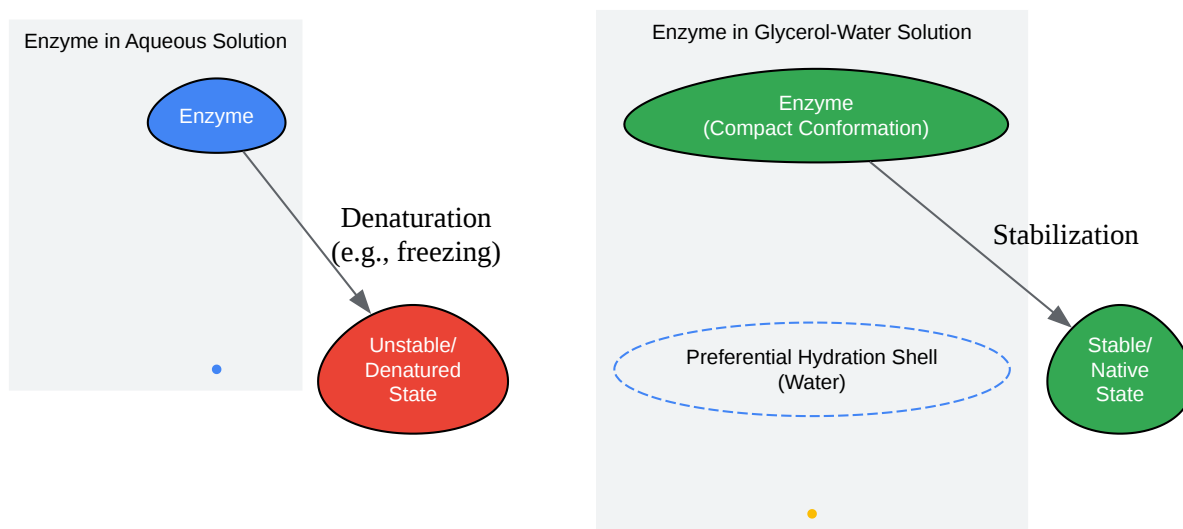 Enzyme in Aqueous Solution
Enzyme
Denaturation
(e.g., freezing)
Unstable/
Denatured
State
Enzyme in Glycerol-Water Solution
Enzyme
(Compact Conformation)
Stabilization
Preferential Hydration Shell
(Water)
Stable/
Native
State